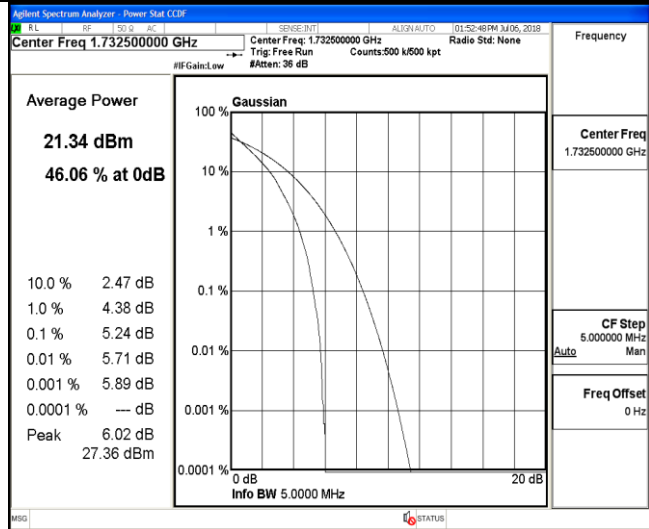 Agilent Spectrum Analyzer - Power Stat CCDF
RL RF 50 Ω AC SENSE:INT ALIGN AUTO 01:52:48 PM Jul 06, 2018
Center Freq 1.732500000 GHz
Center Freq: 1.732500000 GHz Radio Std: None
Trig: Free Run Counts:500 k/500 kpt
#IFGain:Low #Atten: 36 dB
Frequency
Average Power
21.34 dBm
46.06 % at 0dB
10.0 % 2.47 dB
1.0 % 4.38 dB
0.1 % 5.24 dB
0.01 % 5.71 dB
0.001 % 5.89 dB
0.0001 % --- dB
Peak 6.02 dB
27.36 dBm
Gaussian
100 %
10 %
1 %
0.1 %
0.01 %
0.001 %
0.0001 %
0 dB 20 dB
Info BW 5.0000 MHz
Center Freq
1.732500000 GHz
CF Step
5.000000 MHz
Auto Man
Freq Offset
0 Hz
MSG STATUS